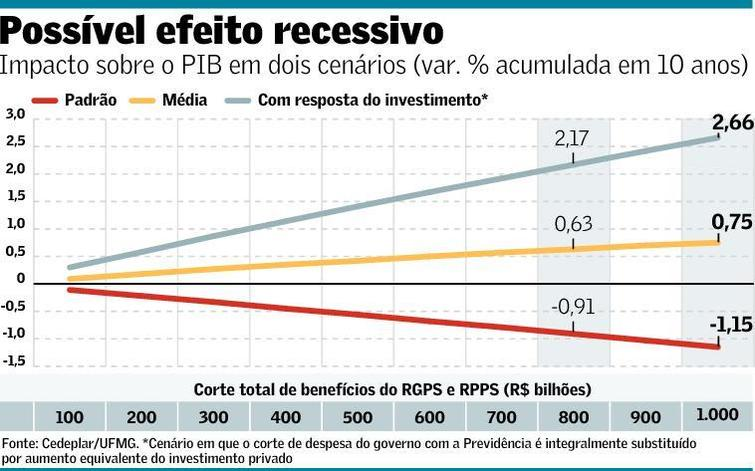 Possível efeito recessivo
Impacto sobre o PIB em dois cenários (var. % acumulada em 10 anos)
Padrão Média Com resposta do investimento*
3,0
2,5
2,0
1,5
1,0
0,5
0
-0,5
-1,0
-1,5
2,17
2,66
0,63
0,75
-0,91
-1,15
Corte total de benefícios do RGPS e RPPS (R$ bilhões)
100 200 300 400 500 600 700 800 900 1.000
Fonte: Cedeplar/UFMG. *Cenário em que o corte de despesa do governo com a Previdência é integralmente substituído
por aumento equivalente do investimento privado